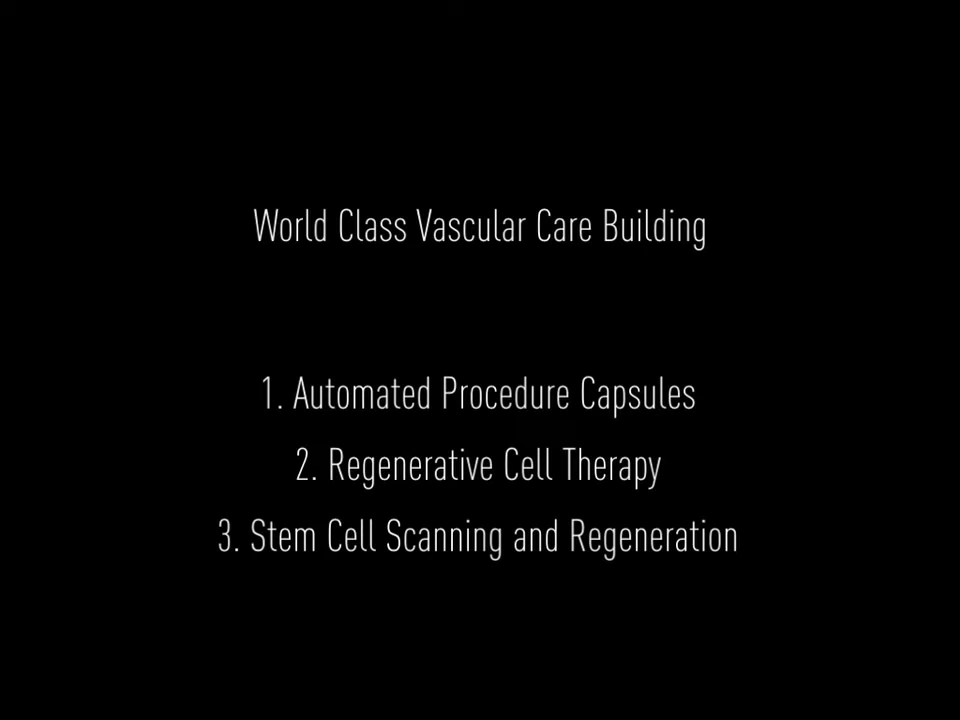 World Class Vascular Care Building
1. Automated Procedure Capsules
2. Regenerative Cell Therapy
3. Stem Cell Scanning and Regeneration